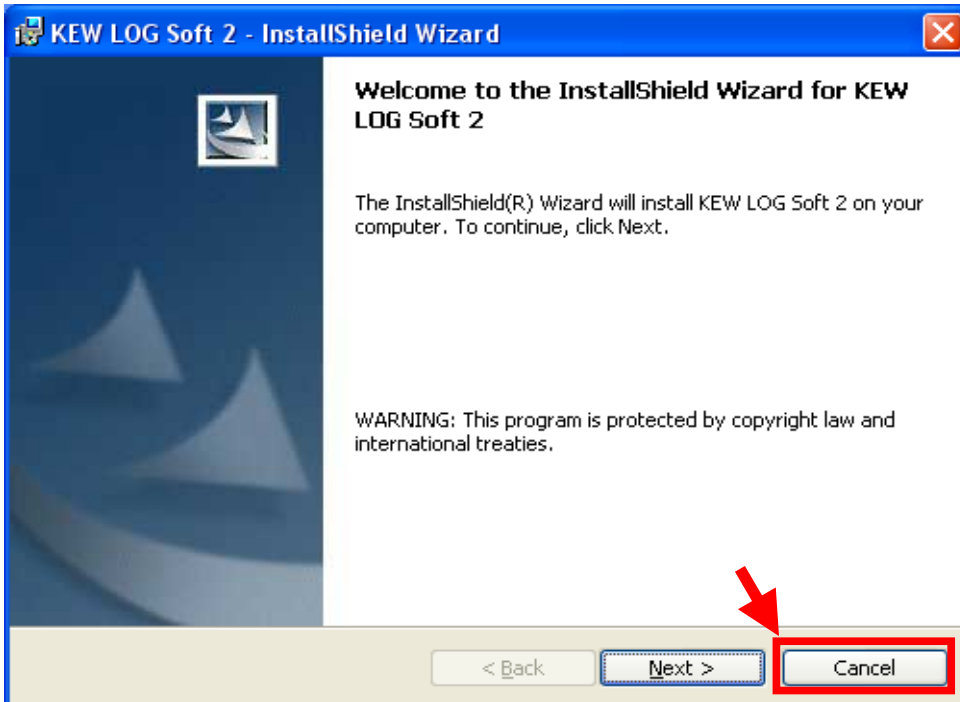 KEW LOG Soft 2 - InstallShield Wizard
Welcome to the InstallShield Wizard for KEW
LOG Soft 2
The InstallShield(R) Wizard will install KEW LOG Soft 2 on your
computer. To continue, click Next.
WARNING: This program is protected by copyright law and
international treaties.
< Back Next > Cancel